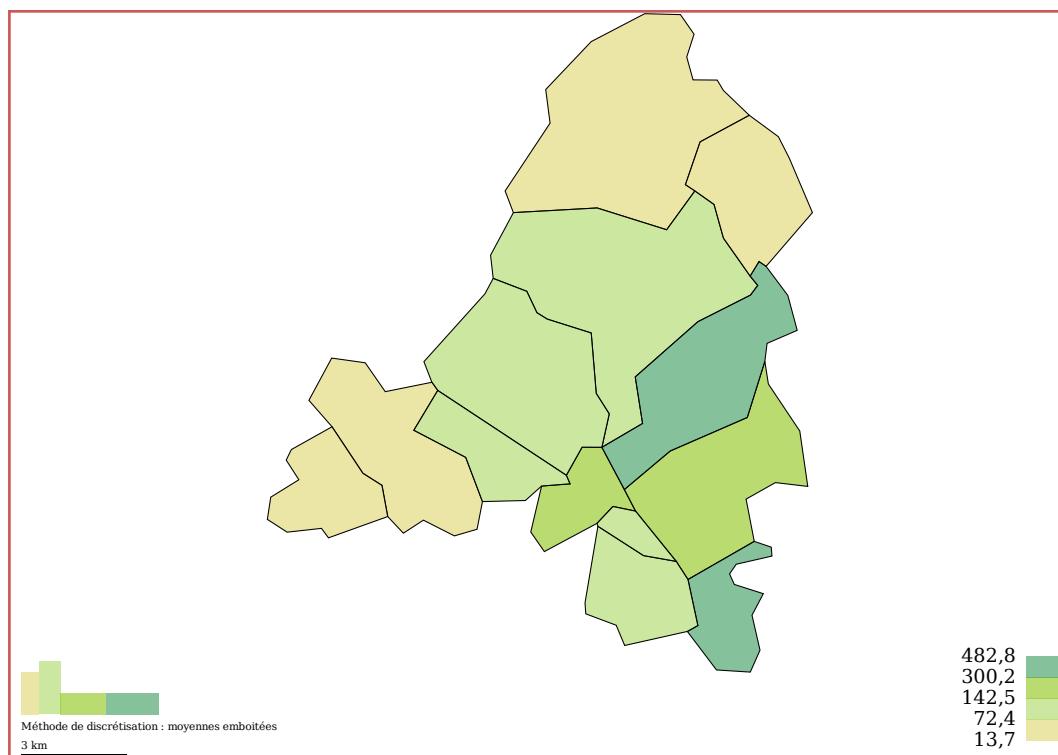 482,8
300,2
142,5
72,4
13,7
Méthode de discrétisation : moyennes emboitées
3 km